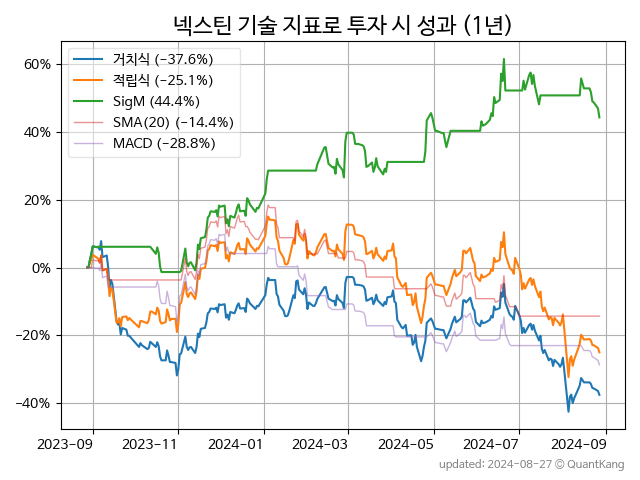 넥스틴 기술 지표로 투자 시 성과 (1년)
거치식 (−37.6%)
적립식 (−25.1%)
SigM (44.4%)
SMA(20) (−14.4%)
MACD (−28.8%)
60%
40%
20%
0%
−20%
−40%
2023-09 2023-11 2024-01 2024-03 2024-05 2024-07 2024-09
updated: 2024-08-27 © QuantKang